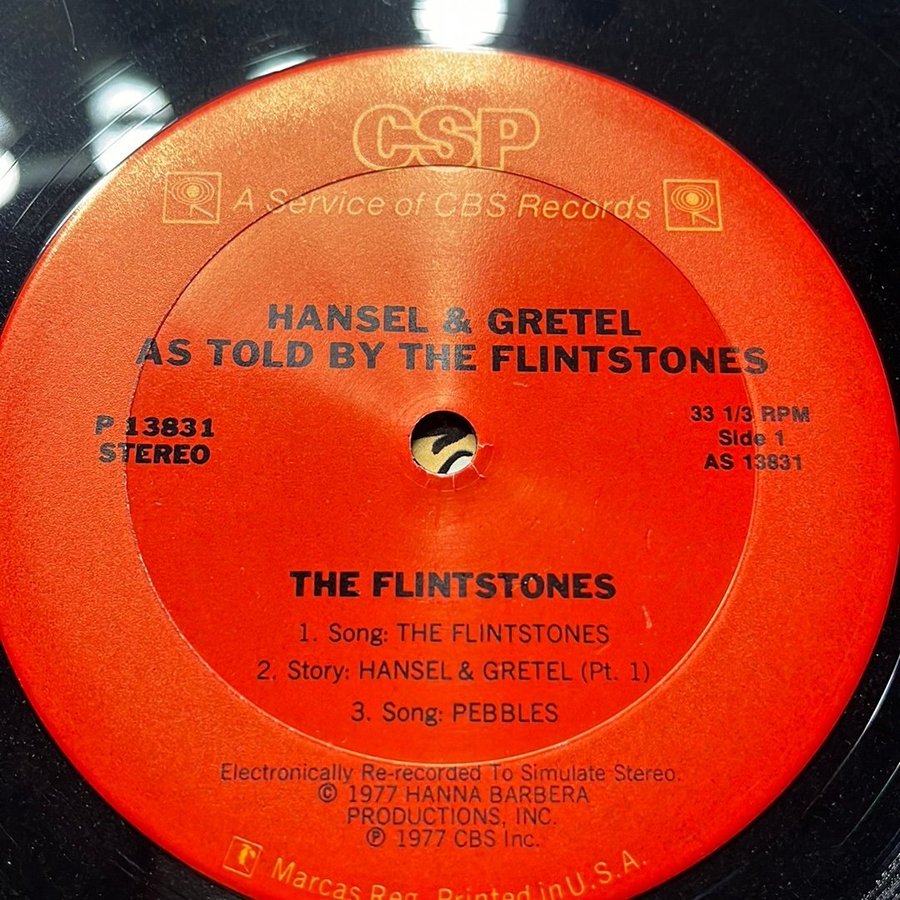 CSP
A Service of CBS Records
HANSEL & GRETEL
AS TOLD BY THE FLINTSTONES
P 13831
STEREO
33 1/3 RPM
Side 1
AS 13831
THE FLINTSTONES
1. Song: THE FLINTSTONES
2. Story: HANSEL & GRETEL (Pt. 1)
3. Song: PEBBLES
Electronically Re-recorded To Simulate Stereo.
© 1977 HANNA BARBERA
PRODUCTIONS, INC.
℗ 1977 CBS Inc.
T Marcas Reg. Printed in U.S.A.